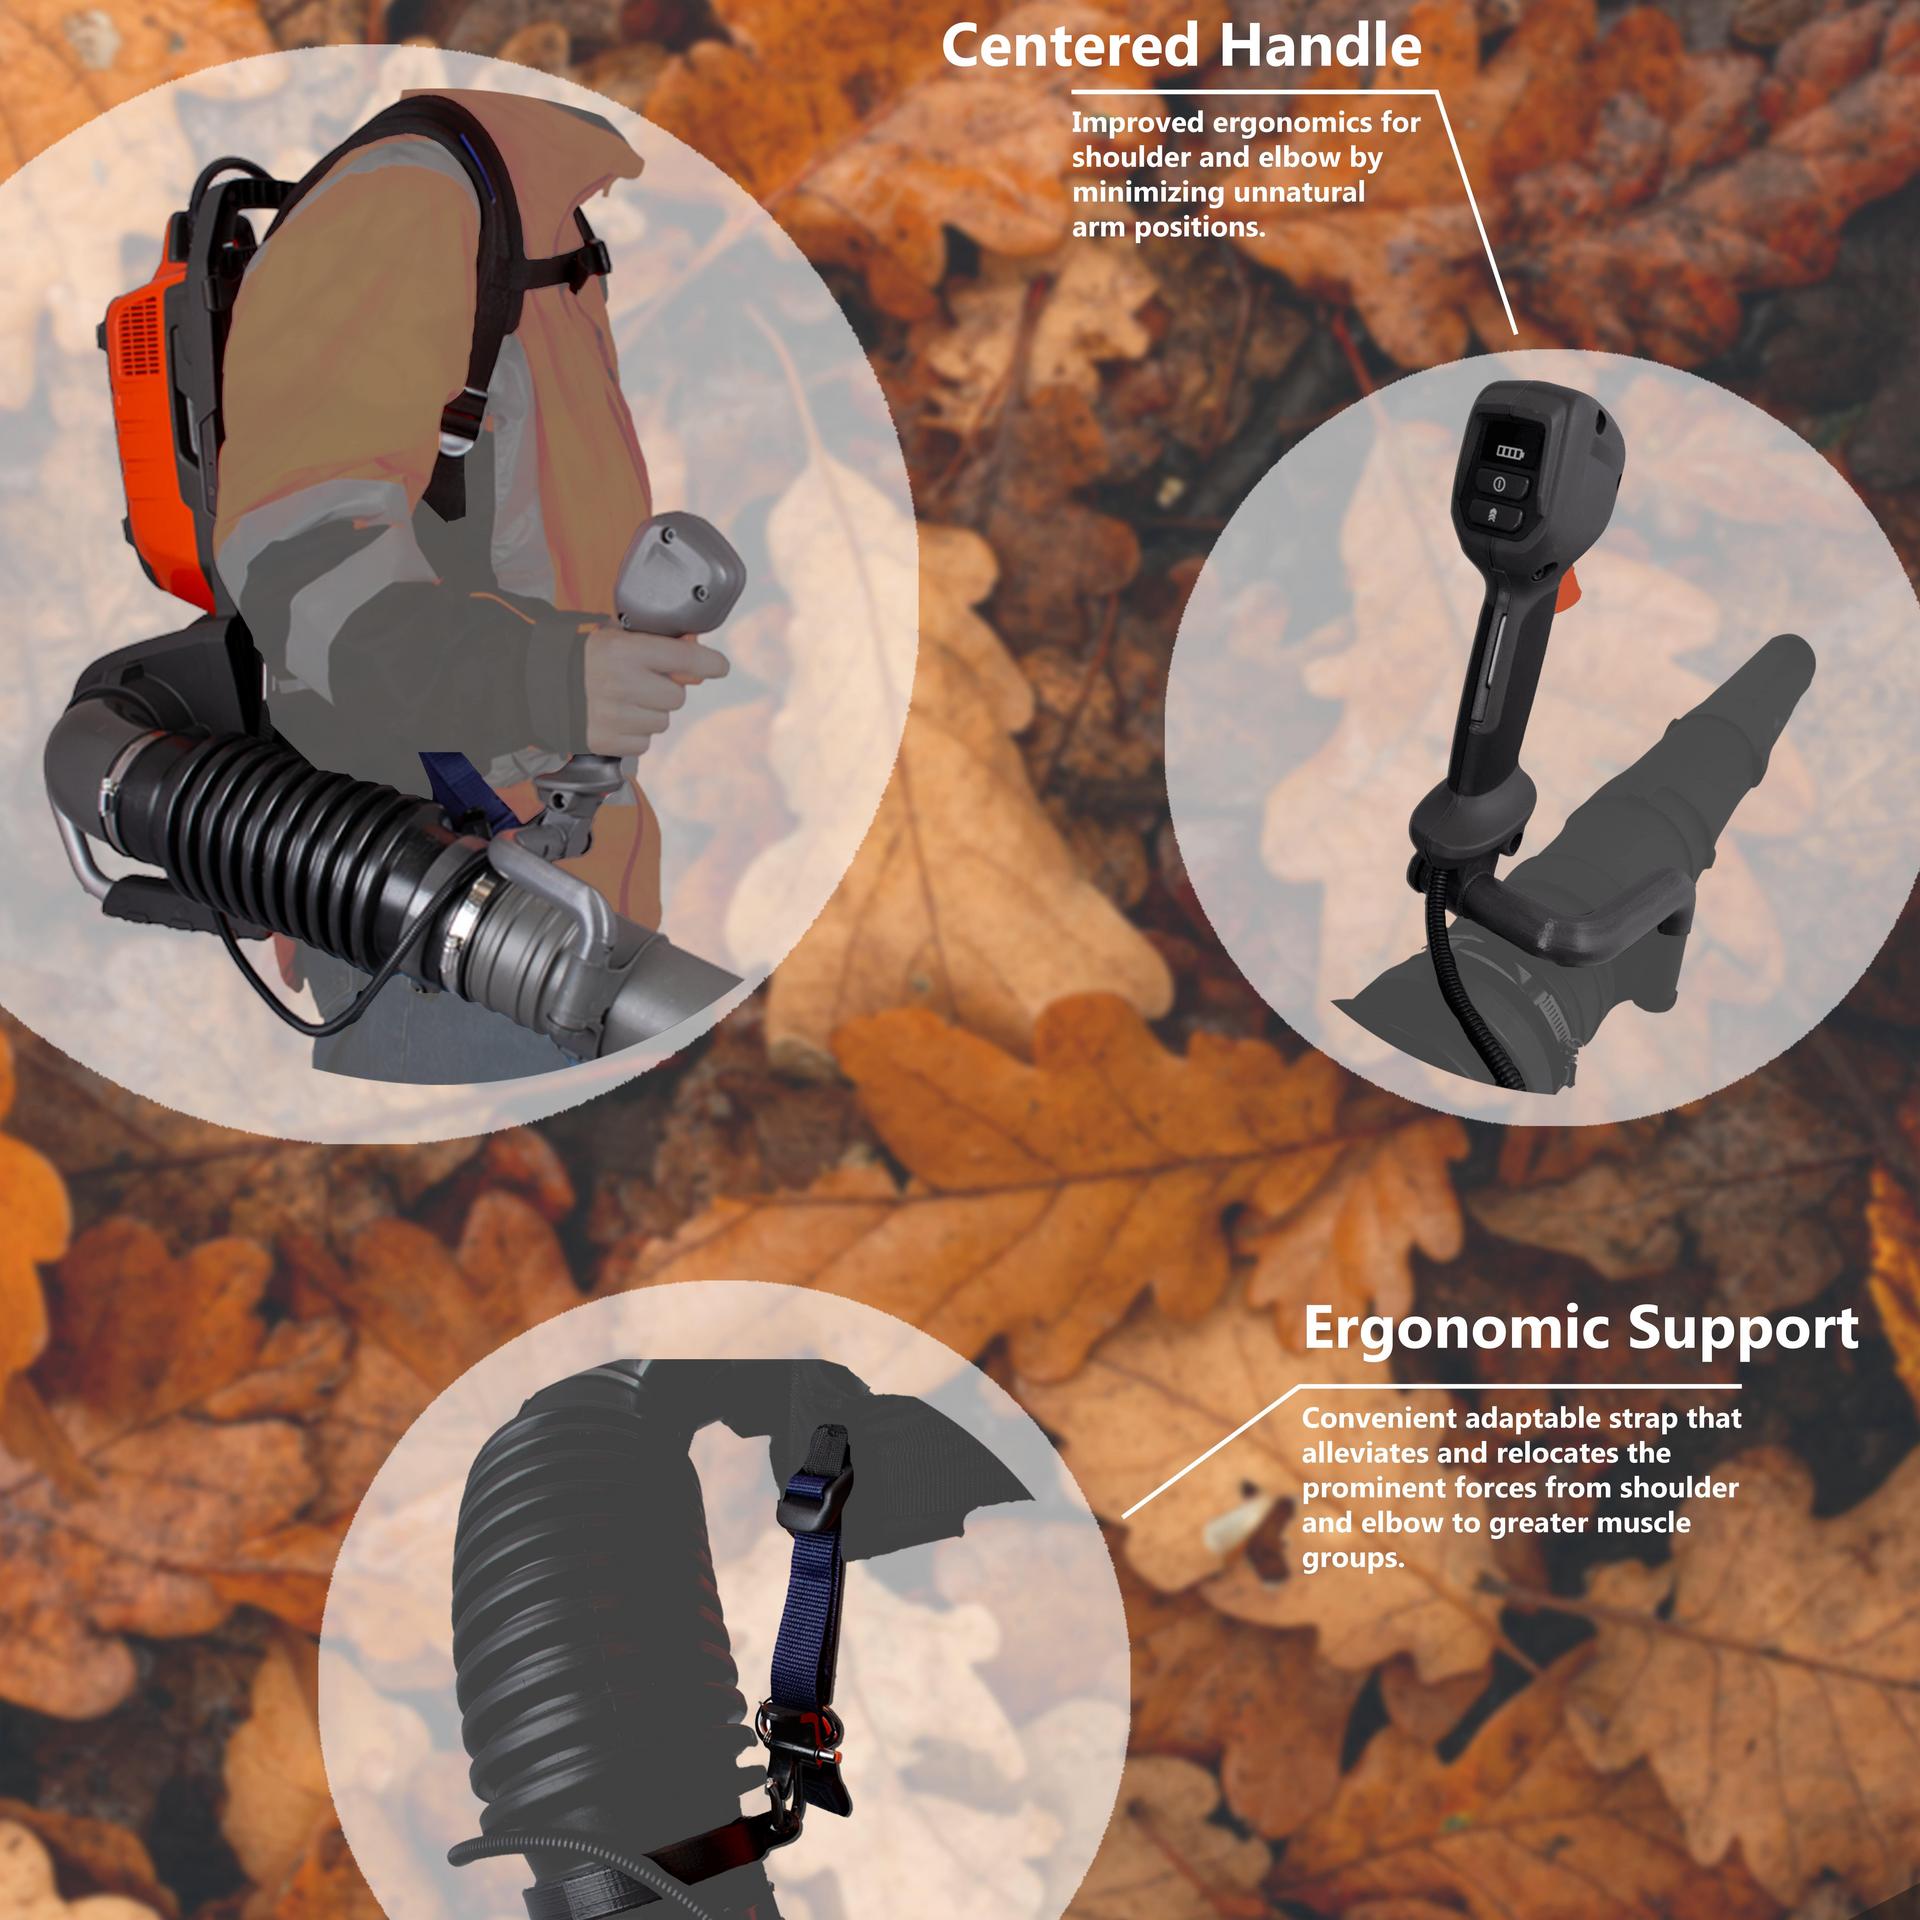 Centered Handle
Improved ergonomics for
shoulder and elbow by
minimizing unnatural
arm positions.
Ergonomic Support
Convenient adaptable strap that
alleviates and relocates the
prominent forces from shoulder
and elbow to greater muscle
groups.